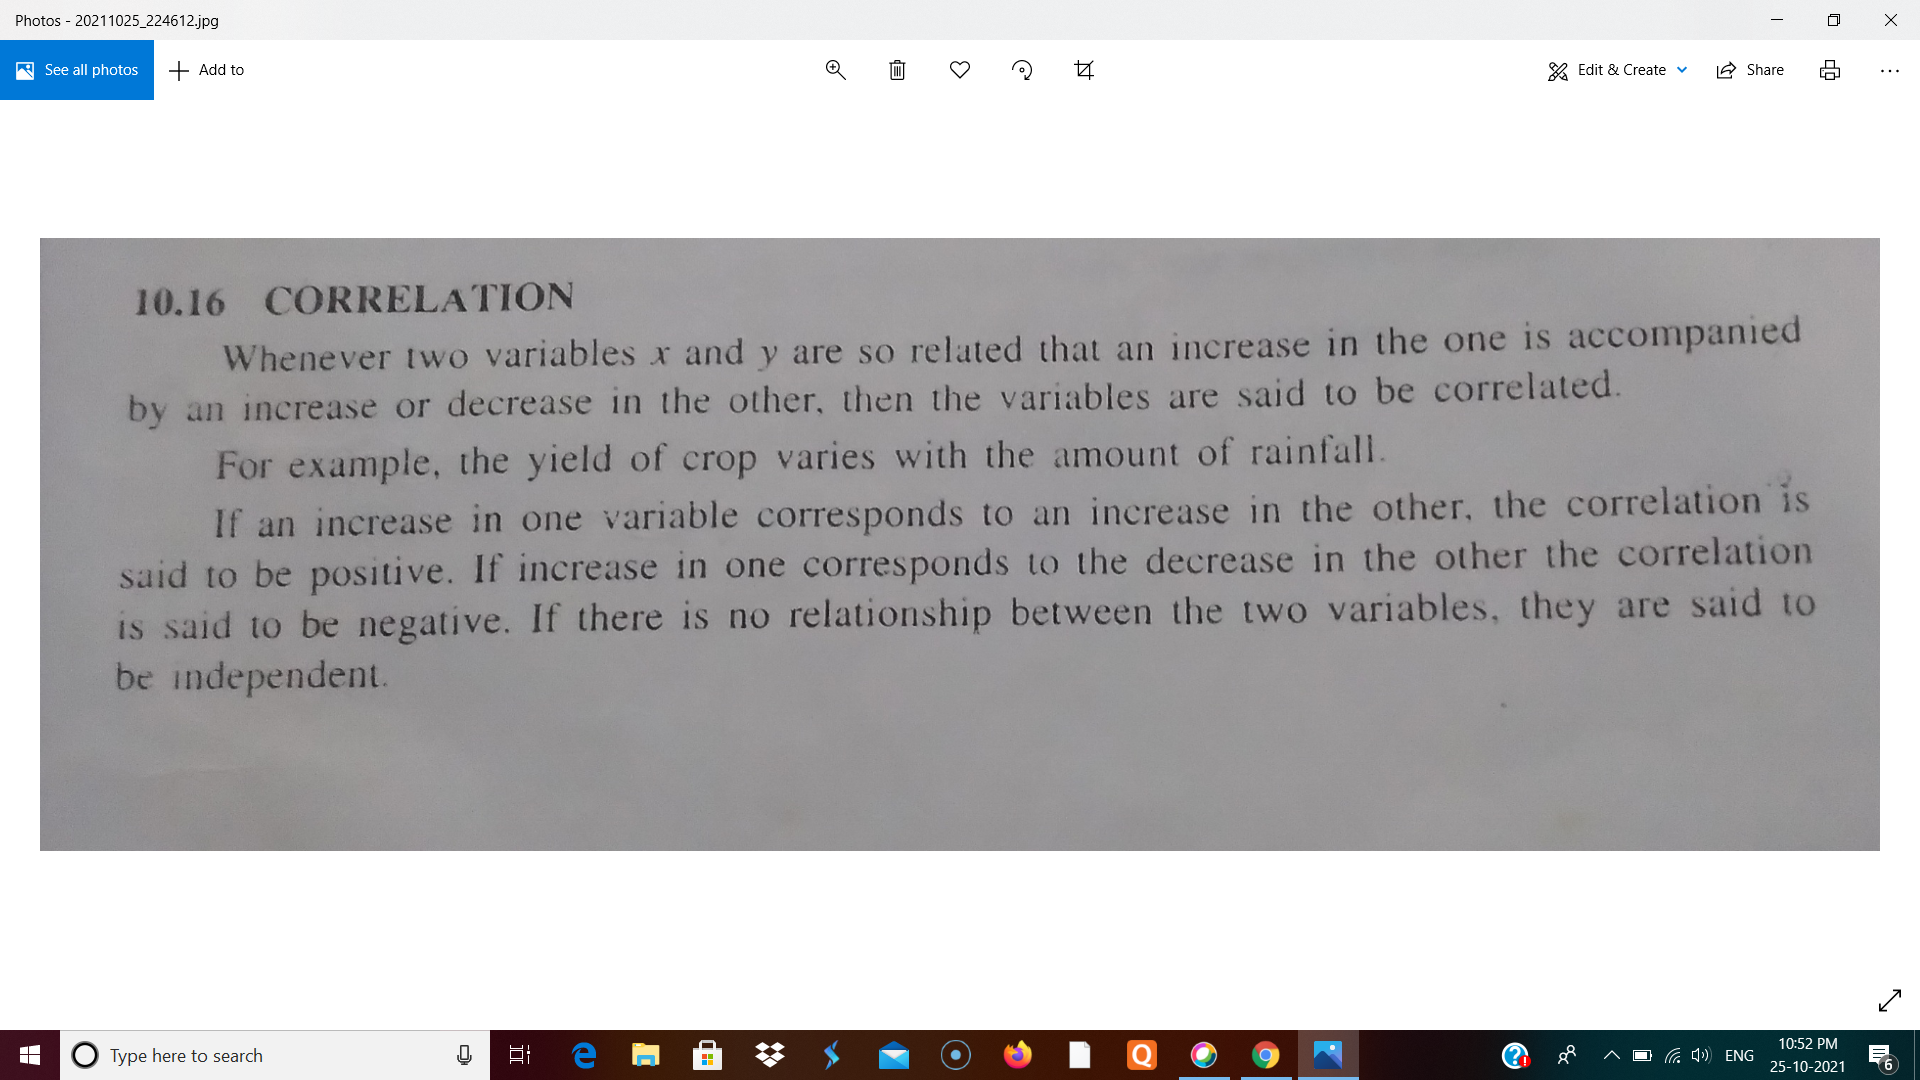 Photos - 20211025_224612.jpg
See all photos
Add to
Edit & Create
Share
10.16 CORRELATION
Whenever two variables x and y are so related that an increase in the one is accompanied
by an increase or decrease in the other, then the variables are said to be correlated.
For example, the yield of crop varies with the amount of rainfall.
If an increase in one variable corresponds to an increase in the other, the correlation is
said to be positive. If increase in one corresponds to the decrease in the other the correlation
is said to be negative. If there is no relationship between the two variables, they are said to
be independent.
Type here to search
ENG
10:52 PM
25-10-2021
6